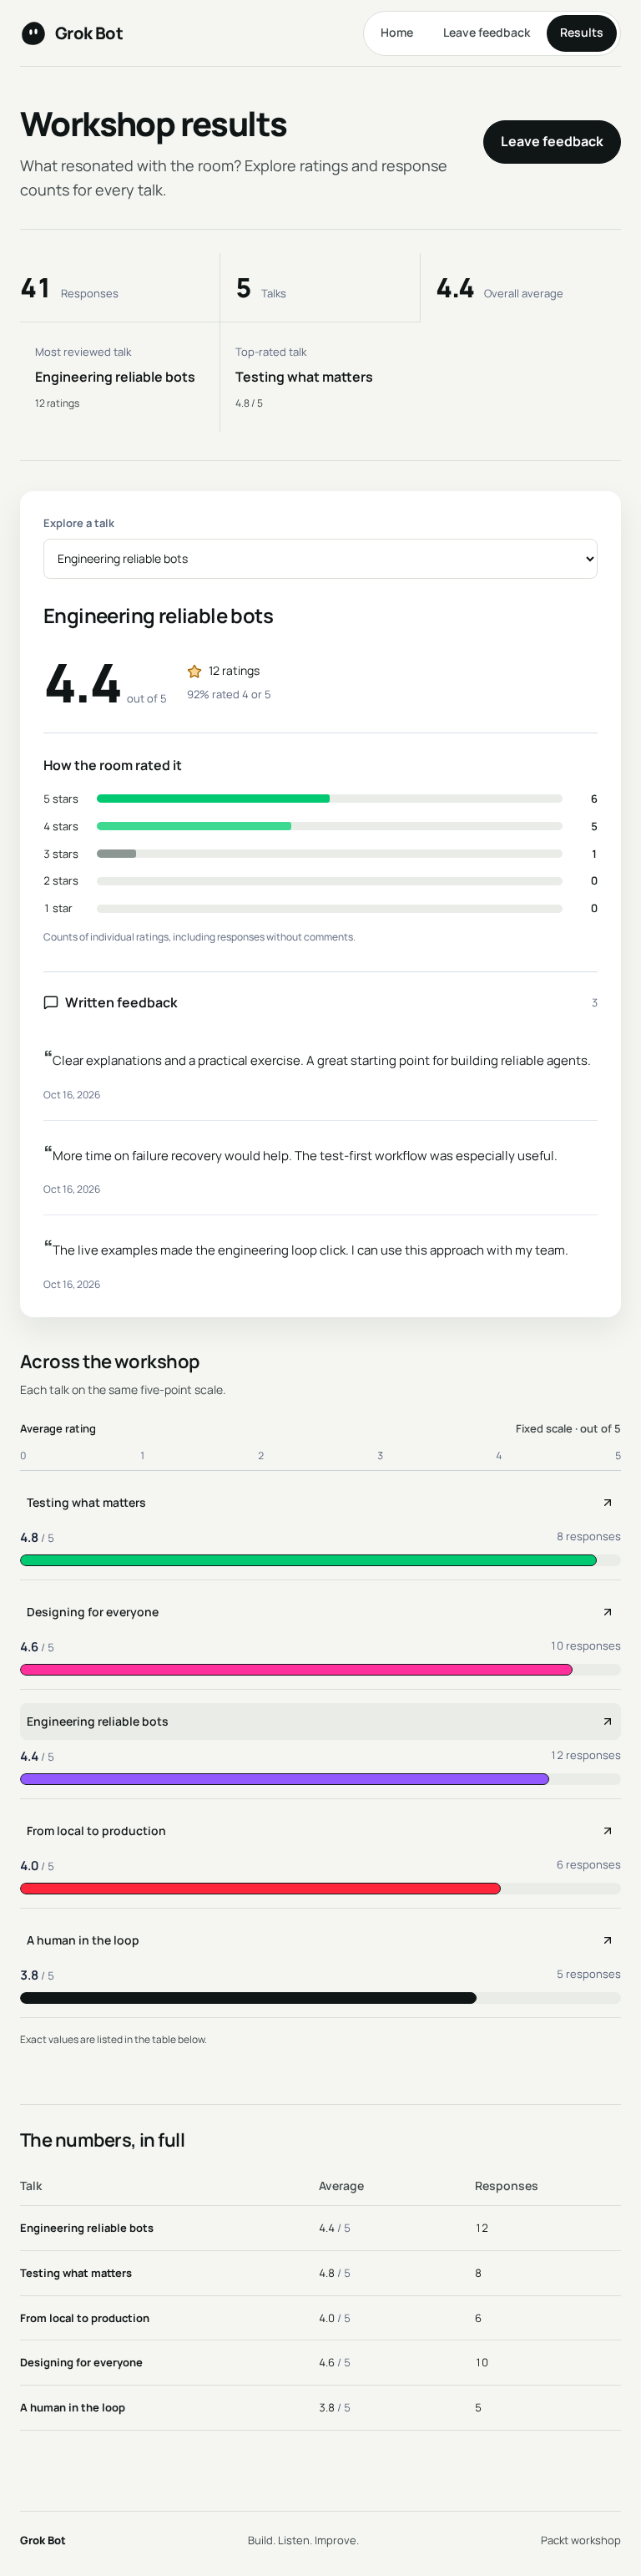 Grok Bot
Home
Leave feedback
Results
Workshop results
What resonated with the room? Explore ratings and response
counts for every talk.
Leave feedback
41 Responses
5 Talks
4.4 Overall average
Most reviewed talk
Engineering reliable bots
12 ratings
Top-rated talk
Testing what matters
4.8 / 5
Explore a talk
Engineering reliable bots
Engineering reliable bots
4.4 out of 5
12 ratings
92% rated 4 or 5
How the room rated it
5 stars 6
4 stars 5
3 stars 1
2 stars 0
1 star 0
Counts of individual ratings, including responses without comments.
Written feedback 3
“Clear explanations and a practical exercise. A great starting point for building reliable agents.
Oct 16, 2026
“More time on failure recovery would help. The test-first workflow was especially useful.
Oct 16, 2026
“The live examples made the engineering loop click. I can use this approach with my team.
Oct 16, 2026
Across the workshop
Each talk on the same five-point scale.
Average rating Fixed scale · out of 5
0 1 2 3 4 5
Testing what matters
4.8 / 5 8 responses
Designing for everyone
4.6 / 5 10 responses
Engineering reliable bots
4.4 / 5 12 responses
From local to production
4.0 / 5 6 responses
A human in the loop
3.8 / 5 5 responses
Exact values are listed in the table below.
The numbers, in full
Talk Average Responses
Engineering reliable bots 4.4 / 5 12
Testing what matters 4.8 / 5 8
From local to production 4.0 / 5 6
Designing for everyone 4.6 / 5 10
A human in the loop 3.8 / 5 5
Grok Bot Build. Listen. Improve. Packt workshop